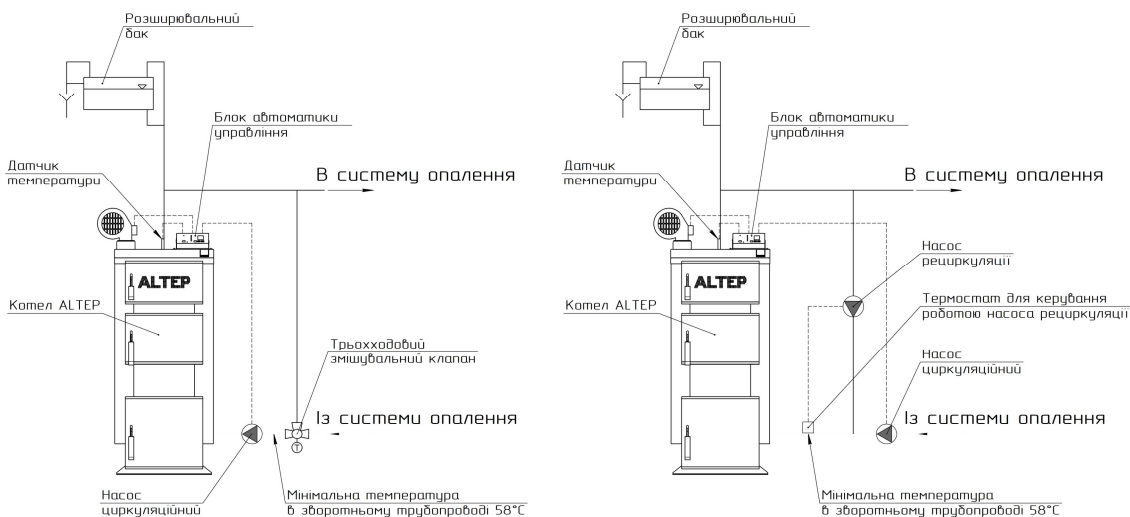 Розширювальний
бак
Блок автоматики
управління
Датчик
температури
В систему опалення
ALTEP
Котел ALTEP
Трьохходовий
змішувальний клапан
Із системи опалення
T
Насос
циркуляційний
Мінімальна температура
в зворотньому трубопроводі 58°C
Розширювальний
бак
Блок автоматики
управління
Датчик
температури
В систему опалення
Насос
рециркуляції
ALTEP
Термостат для керування
роботою насоса рециркуляції
Котел ALTEP
Насос
циркуляційний
Із системи опалення
Мінімальна температура
в зворотньому трубопроводі 58°C